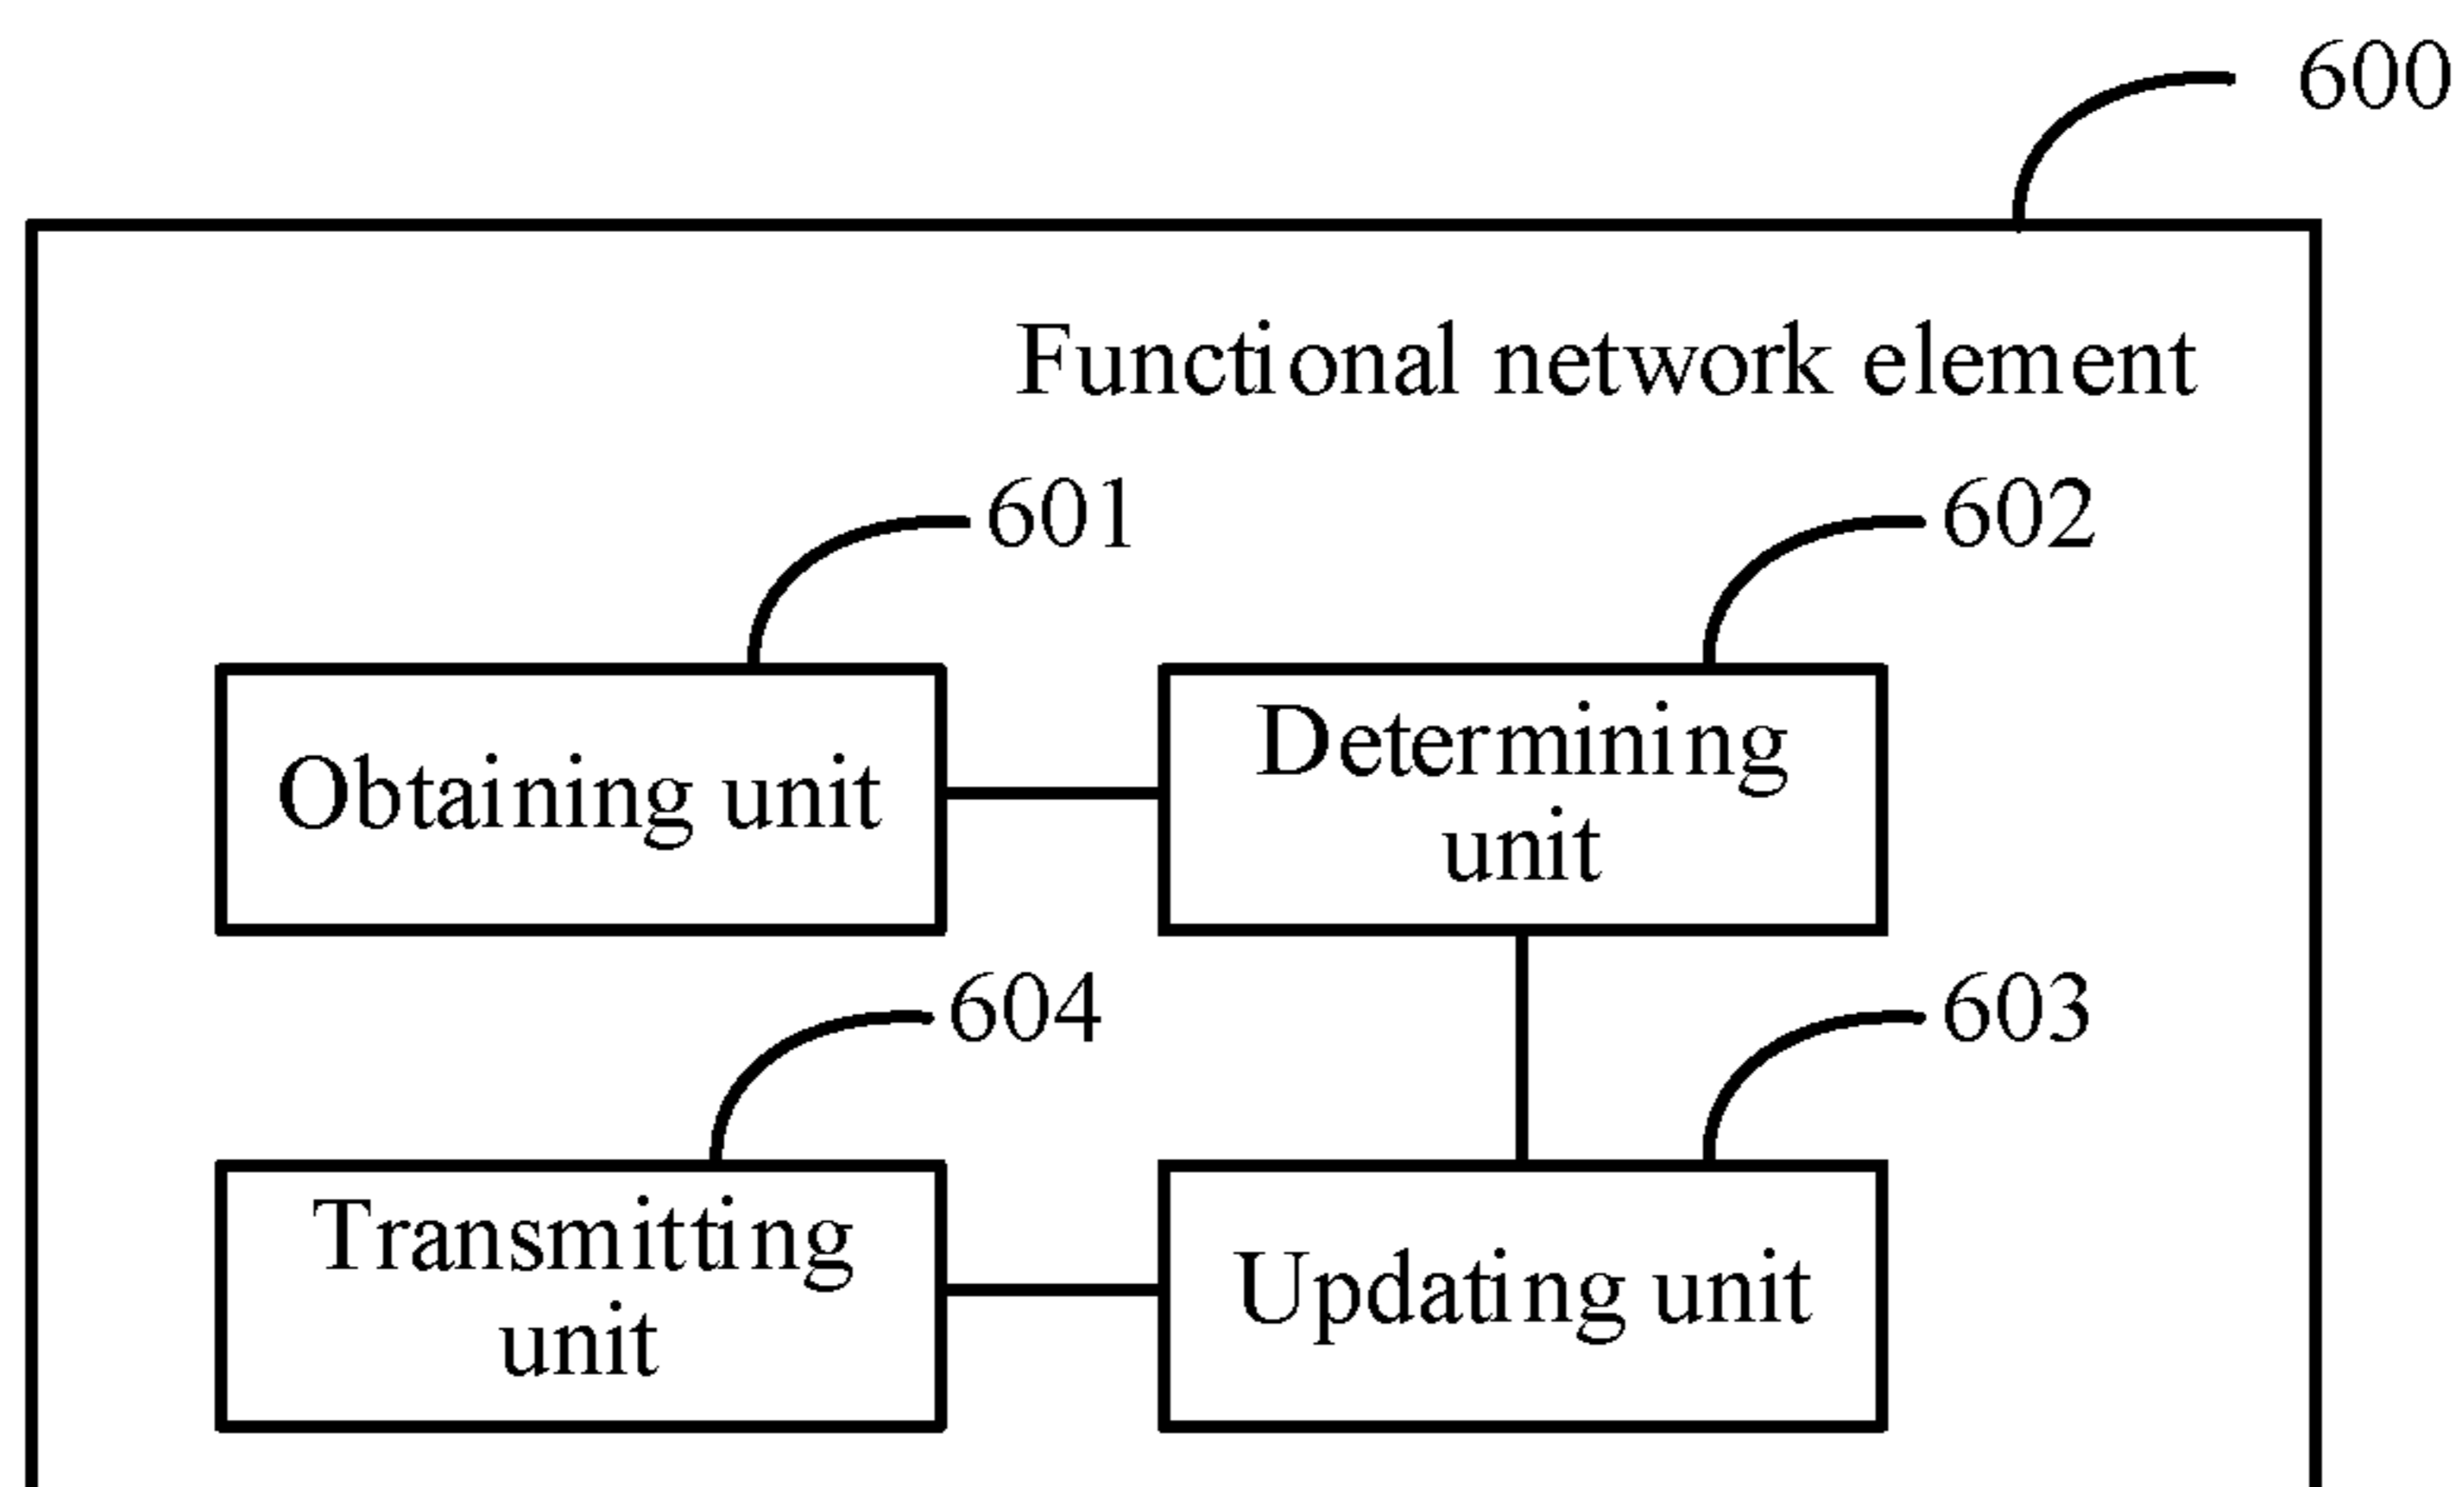 600
Functional network element
601
602
Obtaining unit
Determining
unit
604
603
Transmitting
unit
Updating unit